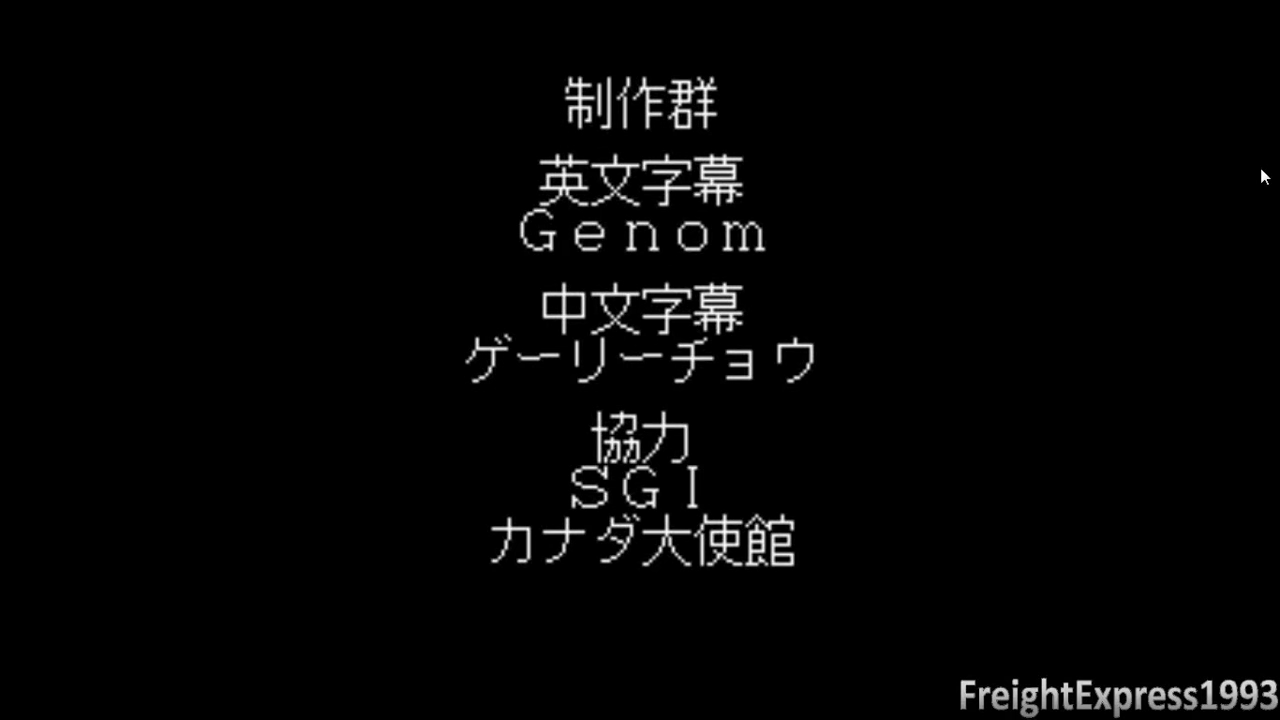 制作群
英文字幕
Ｇｅｎｏｍ
中文字幕
ゲーリーチョウ
協力
ＳＧＩ
カナダ大使館
FreightExpress1993